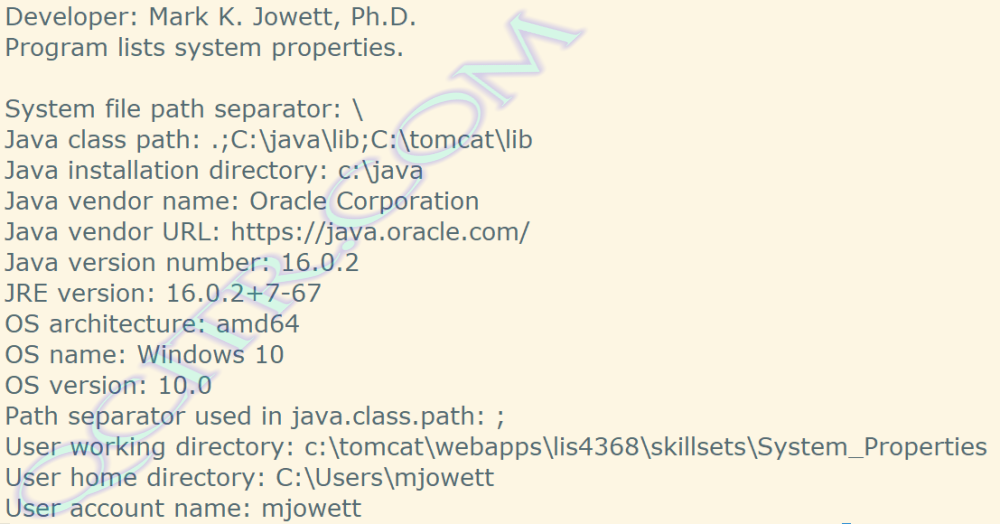 Developer: Mark K. Jowett, Ph.D.
Program lists system properties.
System file path separator: \
Java class path: .;C:\java\lib;C:\tomcat\lib
Java installation directory: c:\java
Java vendor name: Oracle Corporation
Java vendor URL: https://java.oracle.com/
Java version number: 16.0.2
JRE version: 16.0.2+7-67
OS architecture: amd64
OS name: Windows 10
OS version: 10.0
Path separator used in java.class.path: ;
User working directory: c:\tomcat\webapps\lis4368\skillsets\System_Properties
User home directory: C:\Users\mjowett
User account name: mjowett
QCITR.COM